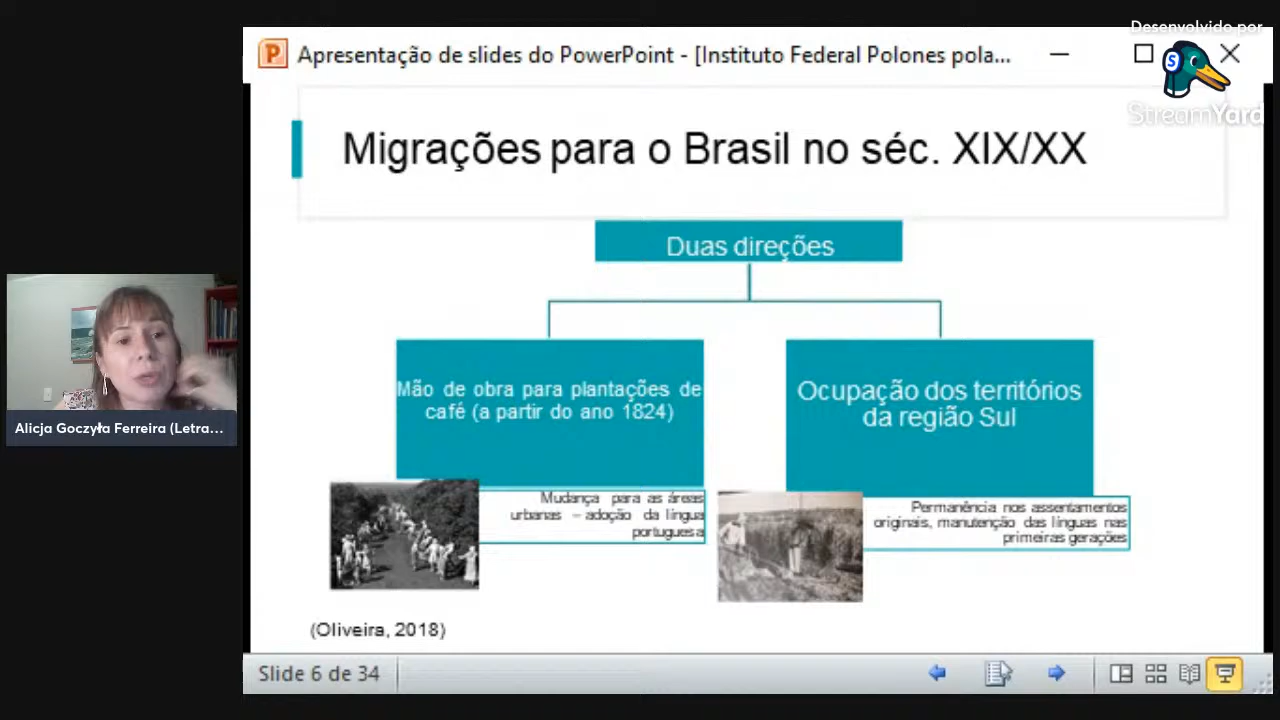 Desenvolvido por
StreamYard
Apresentação de slides do PowerPoint - [Instituto Federal Polones pola...
Migrações para o Brasil no séc. XIX/XX
Duas direções
Mão de obra para plantações de
café (a partir do ano 1824)
Ocupação dos territórios
da região Sul
Mudança para as áreas
urbanas – adoção da língua
portuguesa
Permanência nos assentamentos
originais, manutenção das línguas nas
primeiras gerações
(Oliveira, 2018)
Alicja Goczyła Ferreira (Letra...
Slide 6 de 34